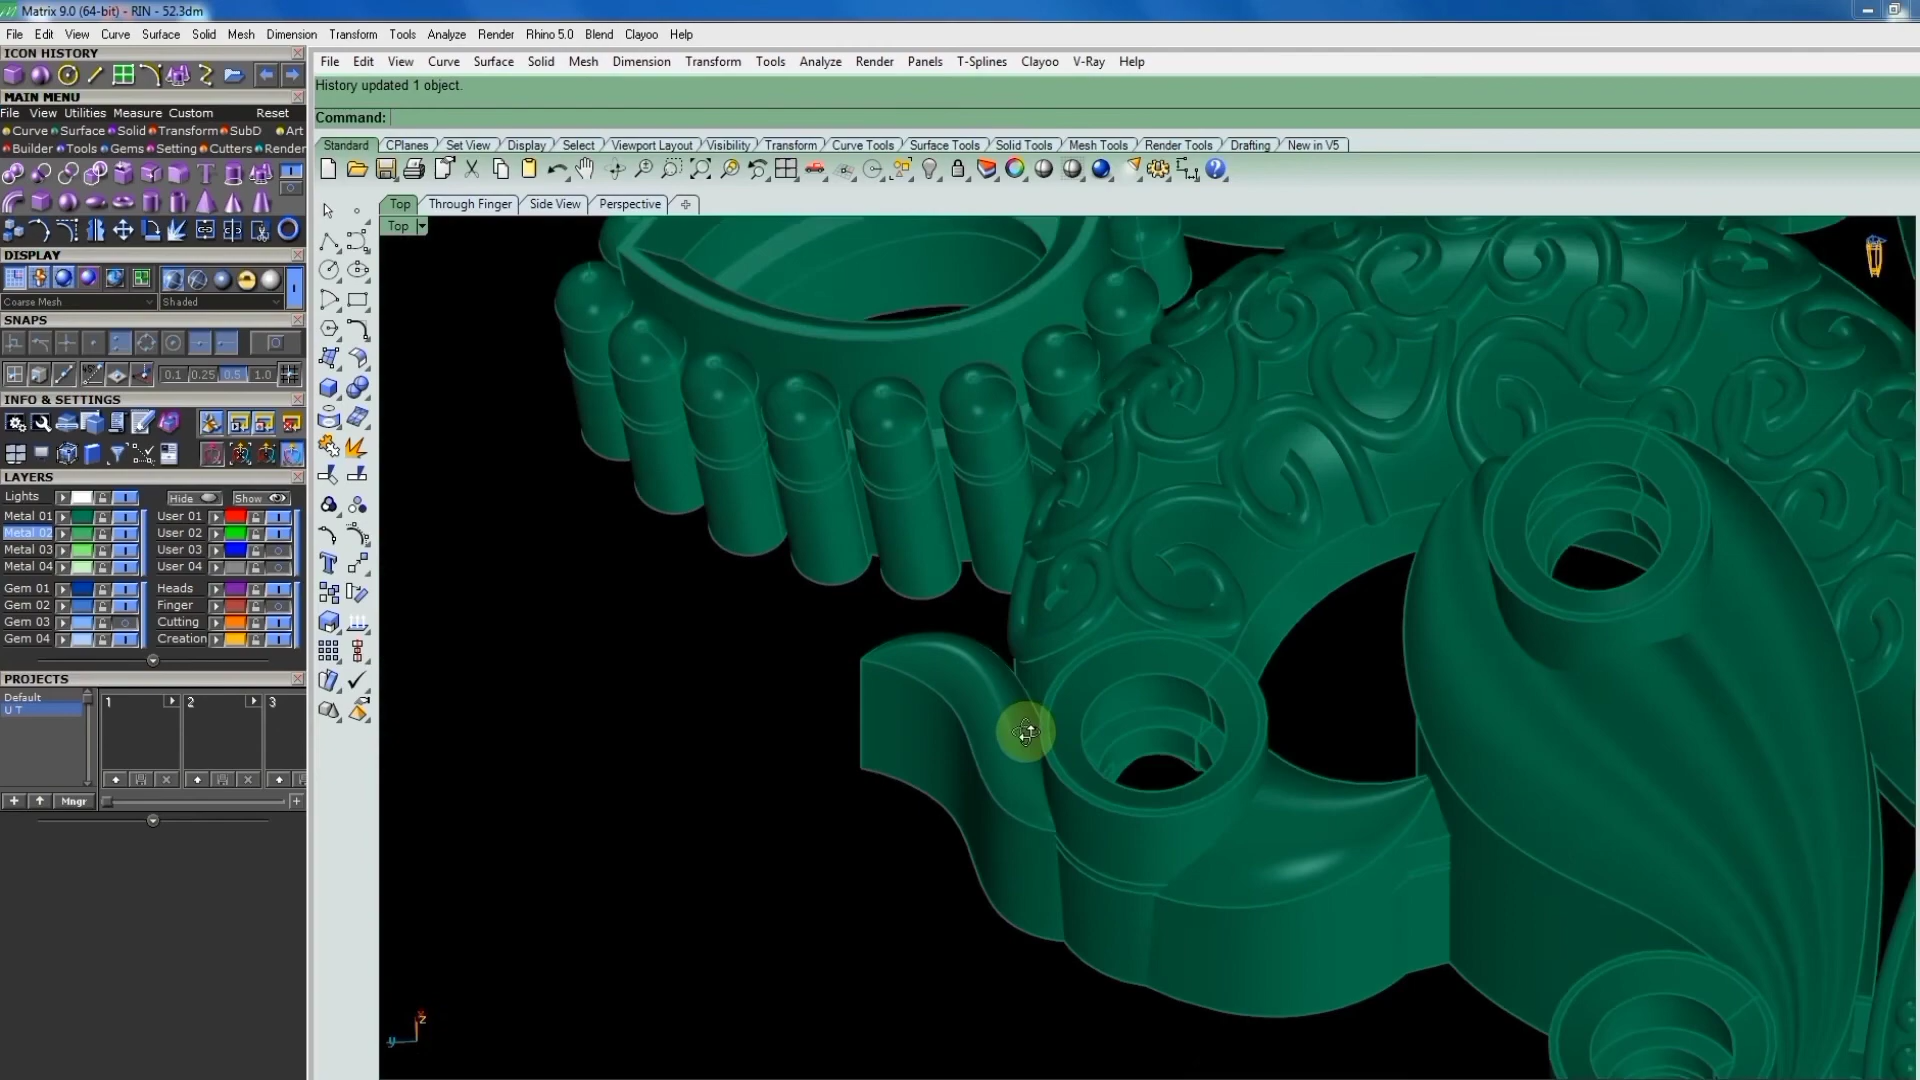 Matrix 9.0 (64-bit) - RIN - 52.3dm
File Edit View Curve Surface Solid Mesh Dimension Transform Tools Analyze Render Rhino 5.0 Blend Clayoo Help
ICON HISTORY
MAIN MENU
File View Utilities Measure Custom Reset
Curve Surface Solid Transform SubD Art
Builder Tools Gems Setting Cutters Render
DISPLAY
Coarse Mesh Shaded
SNAPS
0.1 0.25 0.5 1.0
INFO & SETTINGS
LAYERS
Lights Hide Show
Metal 01 User 01
Metal 02 User 02
Metal 03 User 03
Metal 04 User 04
Gem 01 Heads
Gem 02 Finger
Gem 03 Cutting
Gem 04 Creation
PROJECTS
Default
U T
1 2 3
Mngr
File Edit View Curve Surface Solid Mesh Dimension Transform Tools Analyze Render Panels T-Splines Clayoo V-Ray Help
History updated 1 object.
Command:
Standard CPlanes Set View Display Select Viewport Layout Visibility Transform Curve Tools Surface Tools Solid Tools Mesh Tools Render Tools Drafting New in V5
Top Through Finger Side View Perspective
Top
z
y